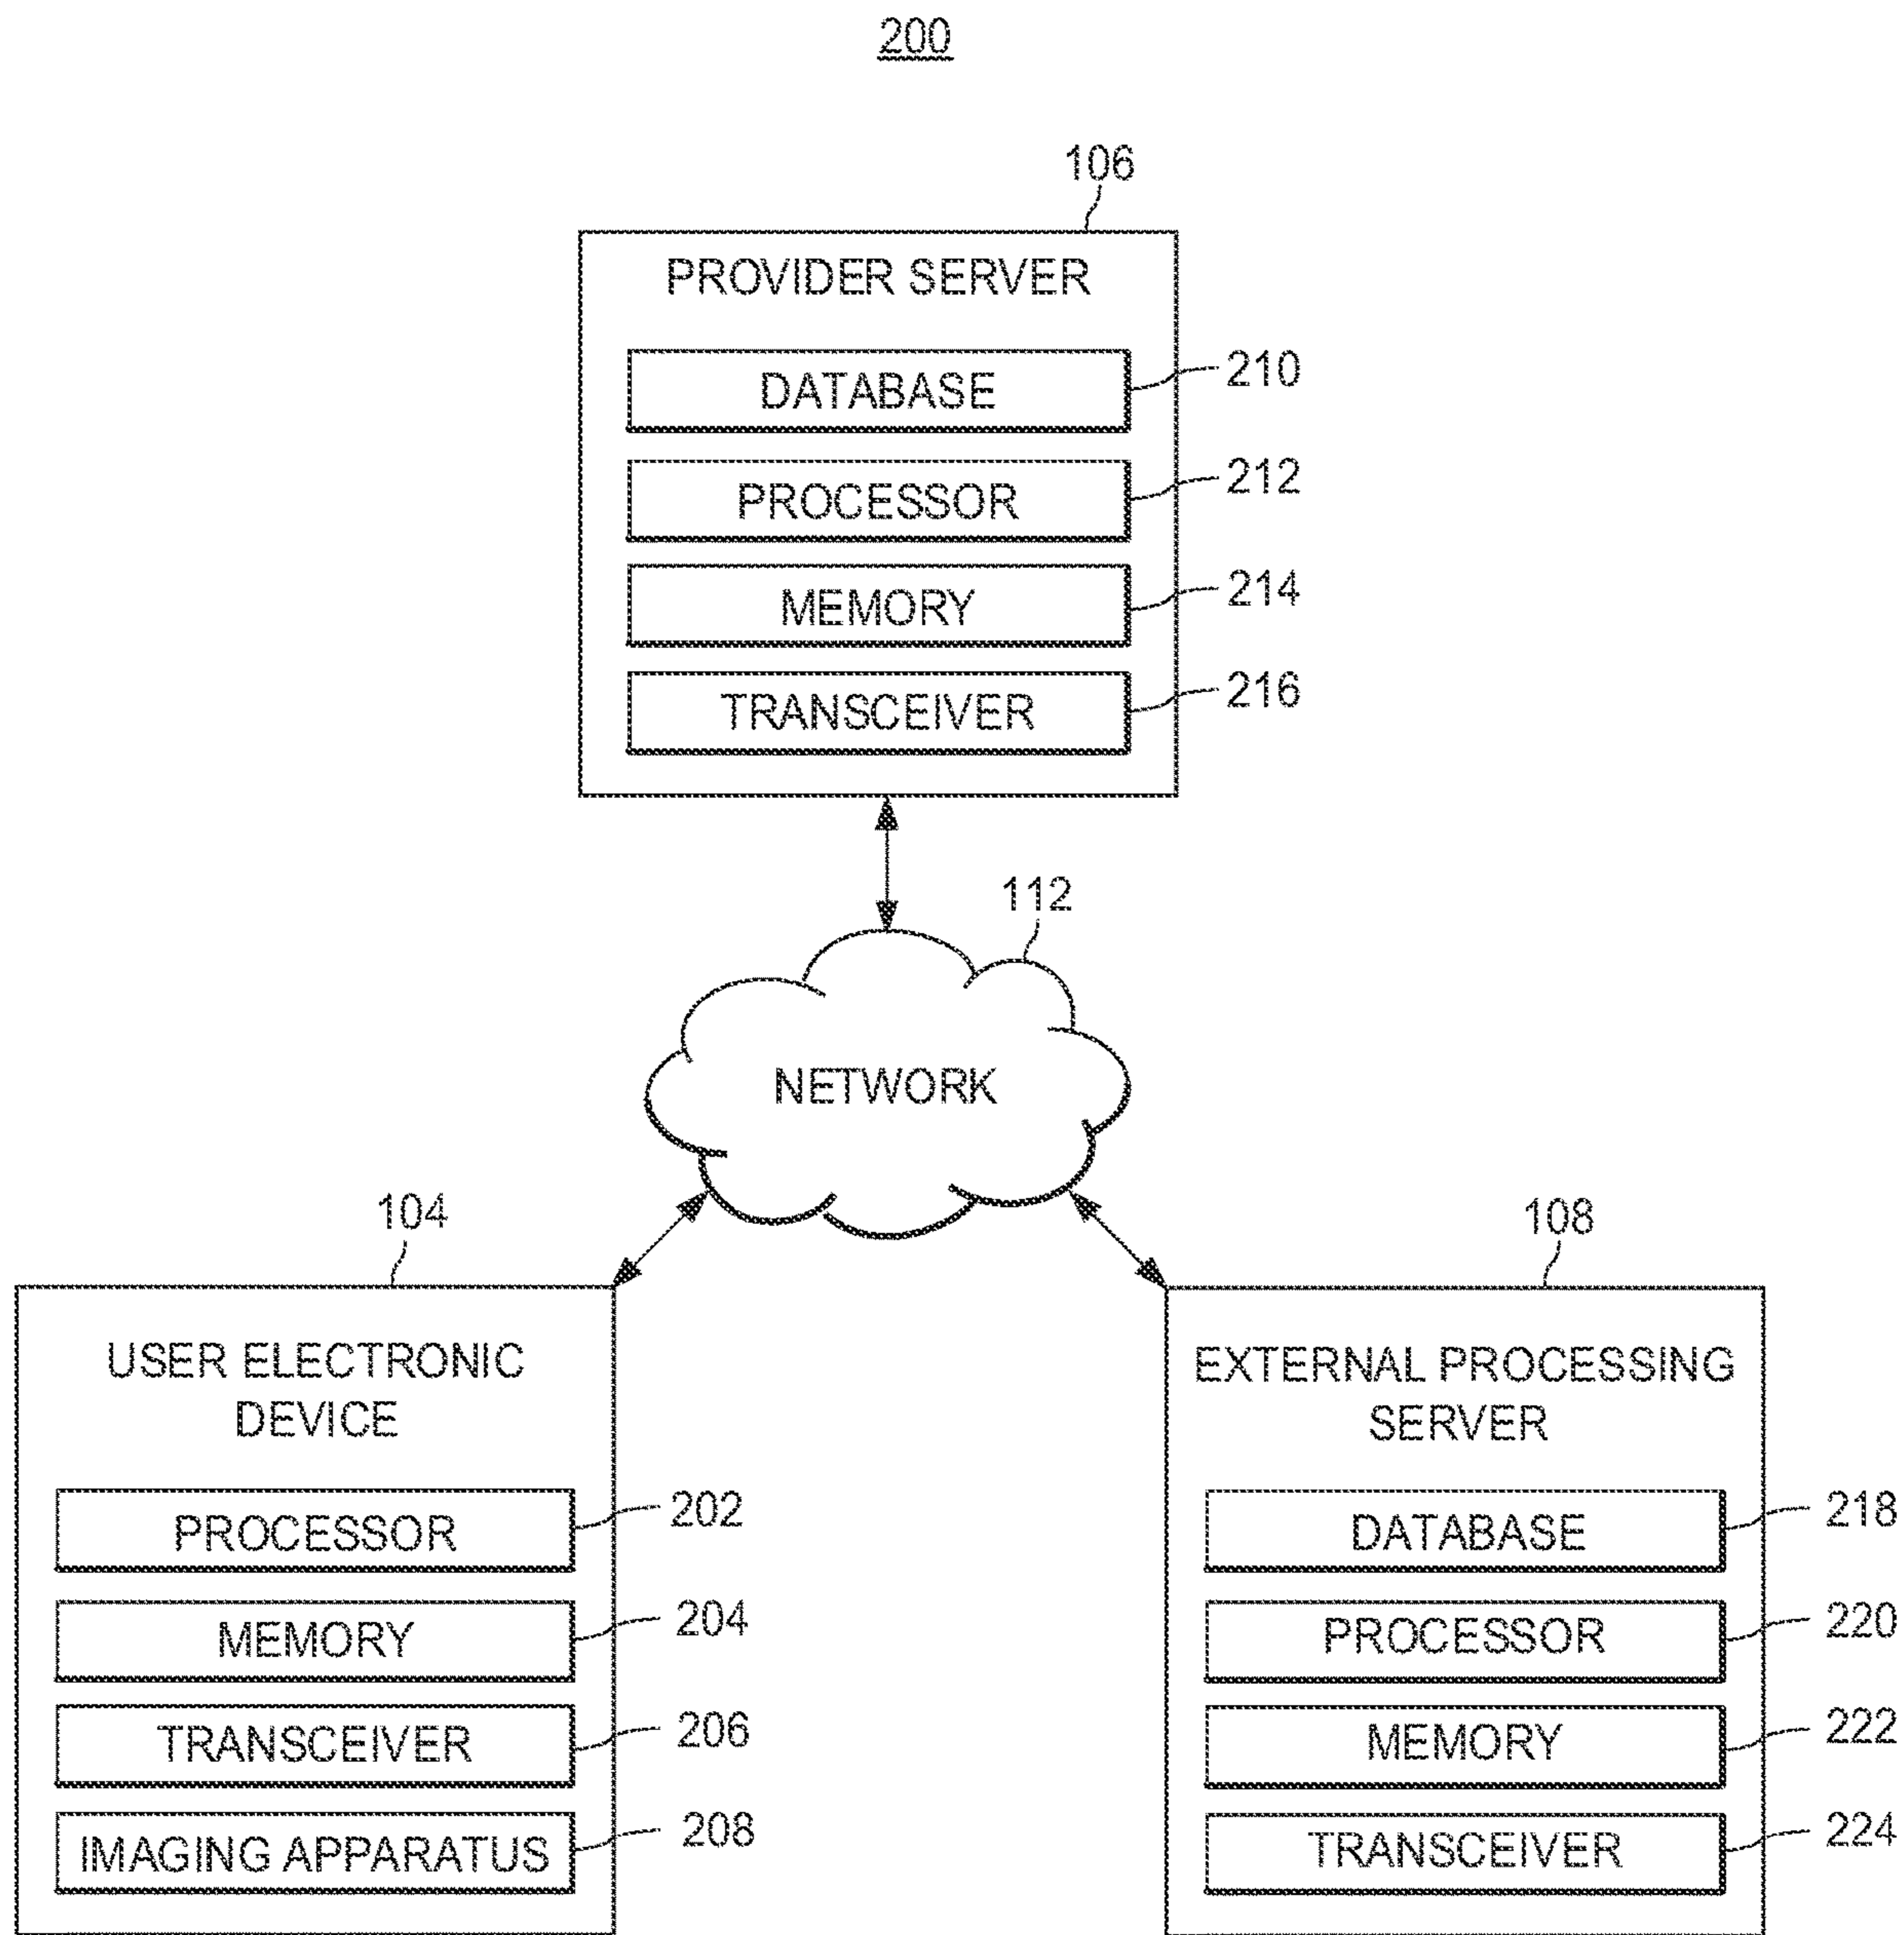 200
106
PROVIDER SERVER
DATABASE
210
PROCESSOR
212
MEMORY
214
TRANSCEIVER
216
112
NETWORK
104
USER ELECTRONIC
DEVICE
PROCESSOR
202
MEMORY
204
TRANSCEIVER
206
IMAGING APPARATUS
208
108
EXTERNAL PROCESSING
SERVER
DATABASE
218
PROCESSOR
220
MEMORY
222
TRANSCEIVER
224